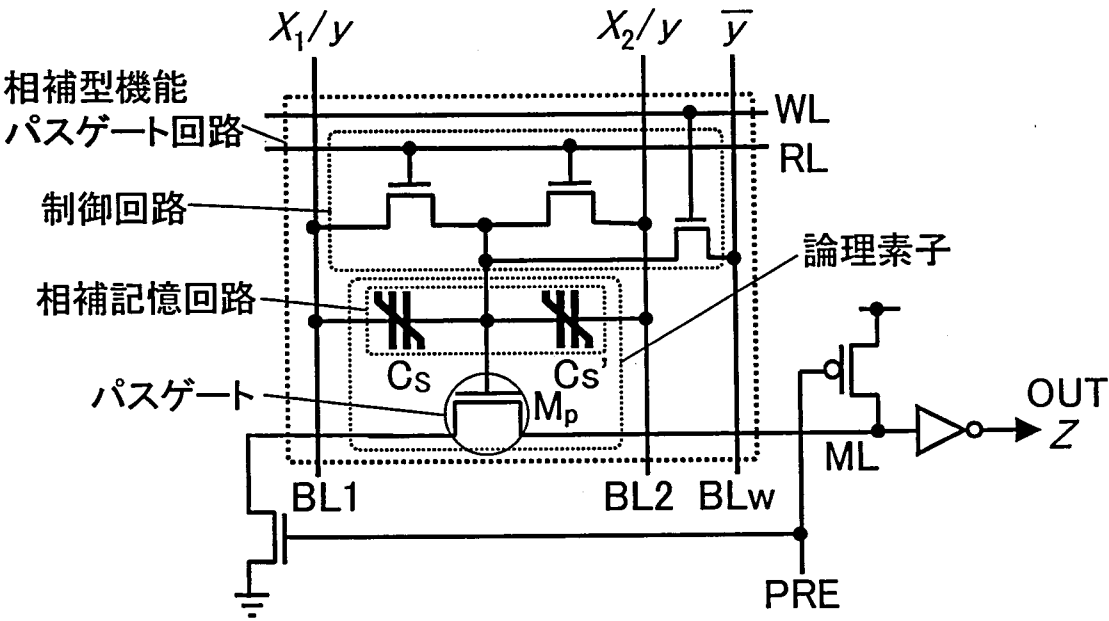 X₁/y X₂/y y̅
相補型機能
パスゲート回路
WL
RL
制御回路
論理素子
相補記憶回路
Cs Cs'
パスゲート
Mp
OUT
Z
ML
BL1 BL2 BLw
PRE